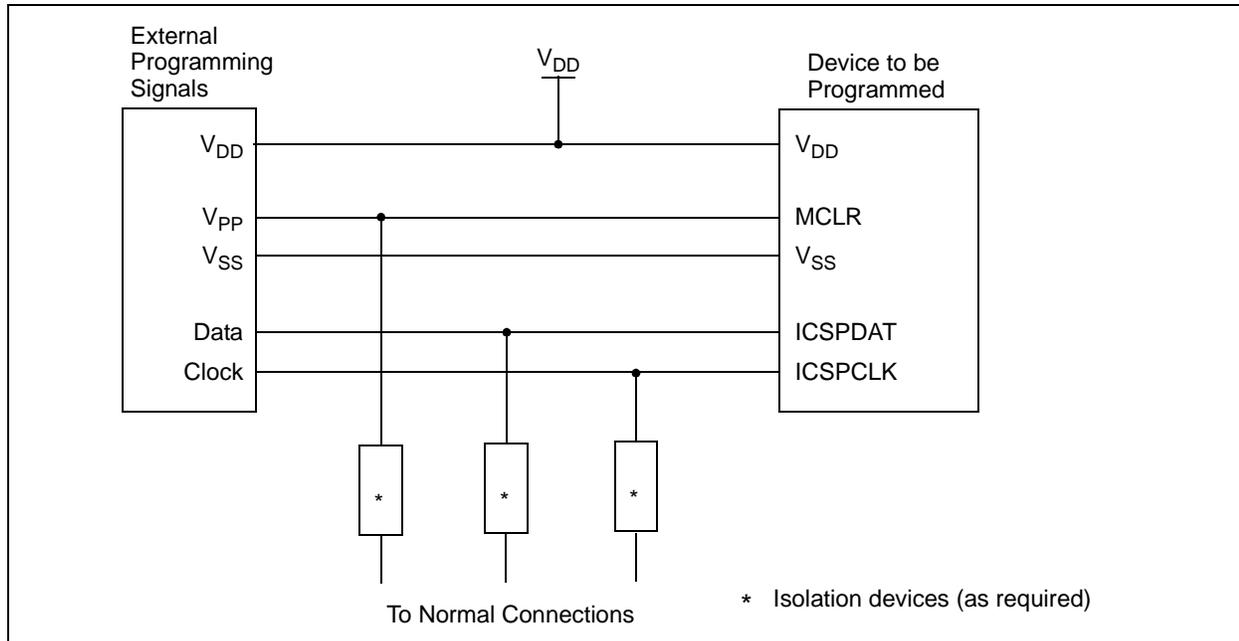 External
Programming
Signals
VDD
Device to be
Programmed
VDD
VDD
VPP
MCLR
VSS
VSS
Data
ICSPDAT
Clock
ICSPCLK
*
*
*
To Normal Connections
* Isolation devices (as required)